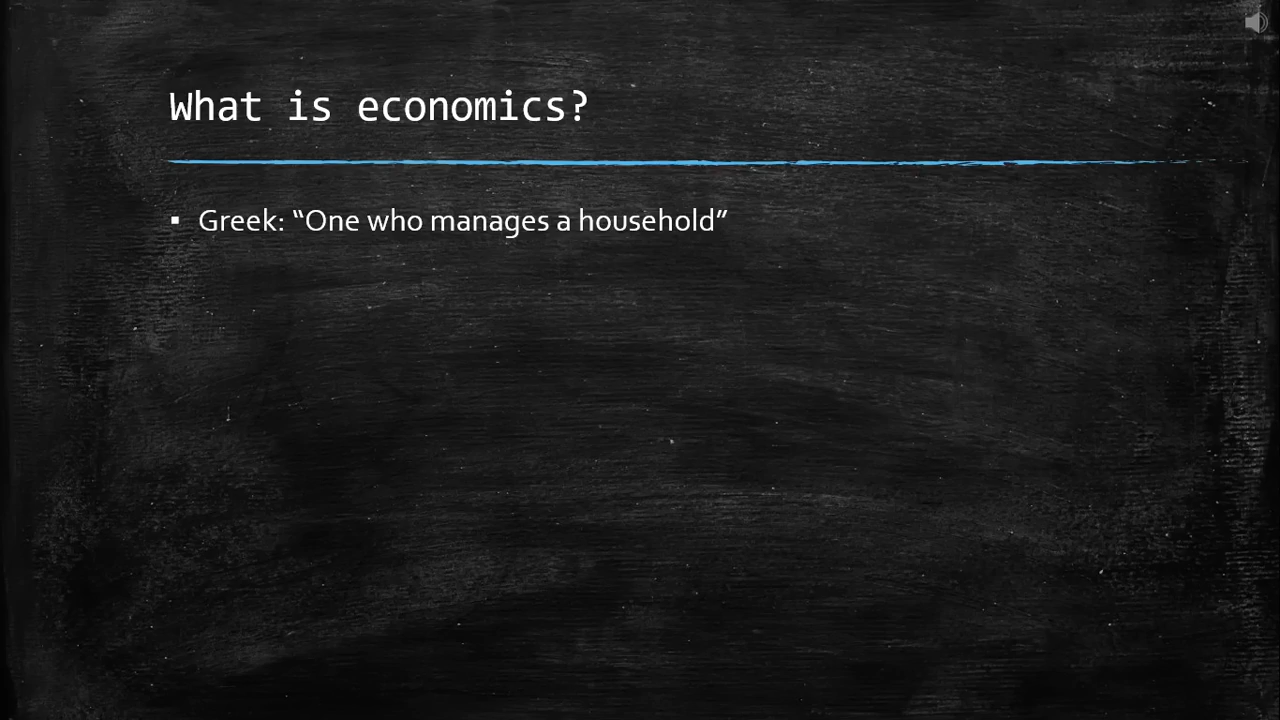 What is economics?
▪ Greek: “One who manages a household”